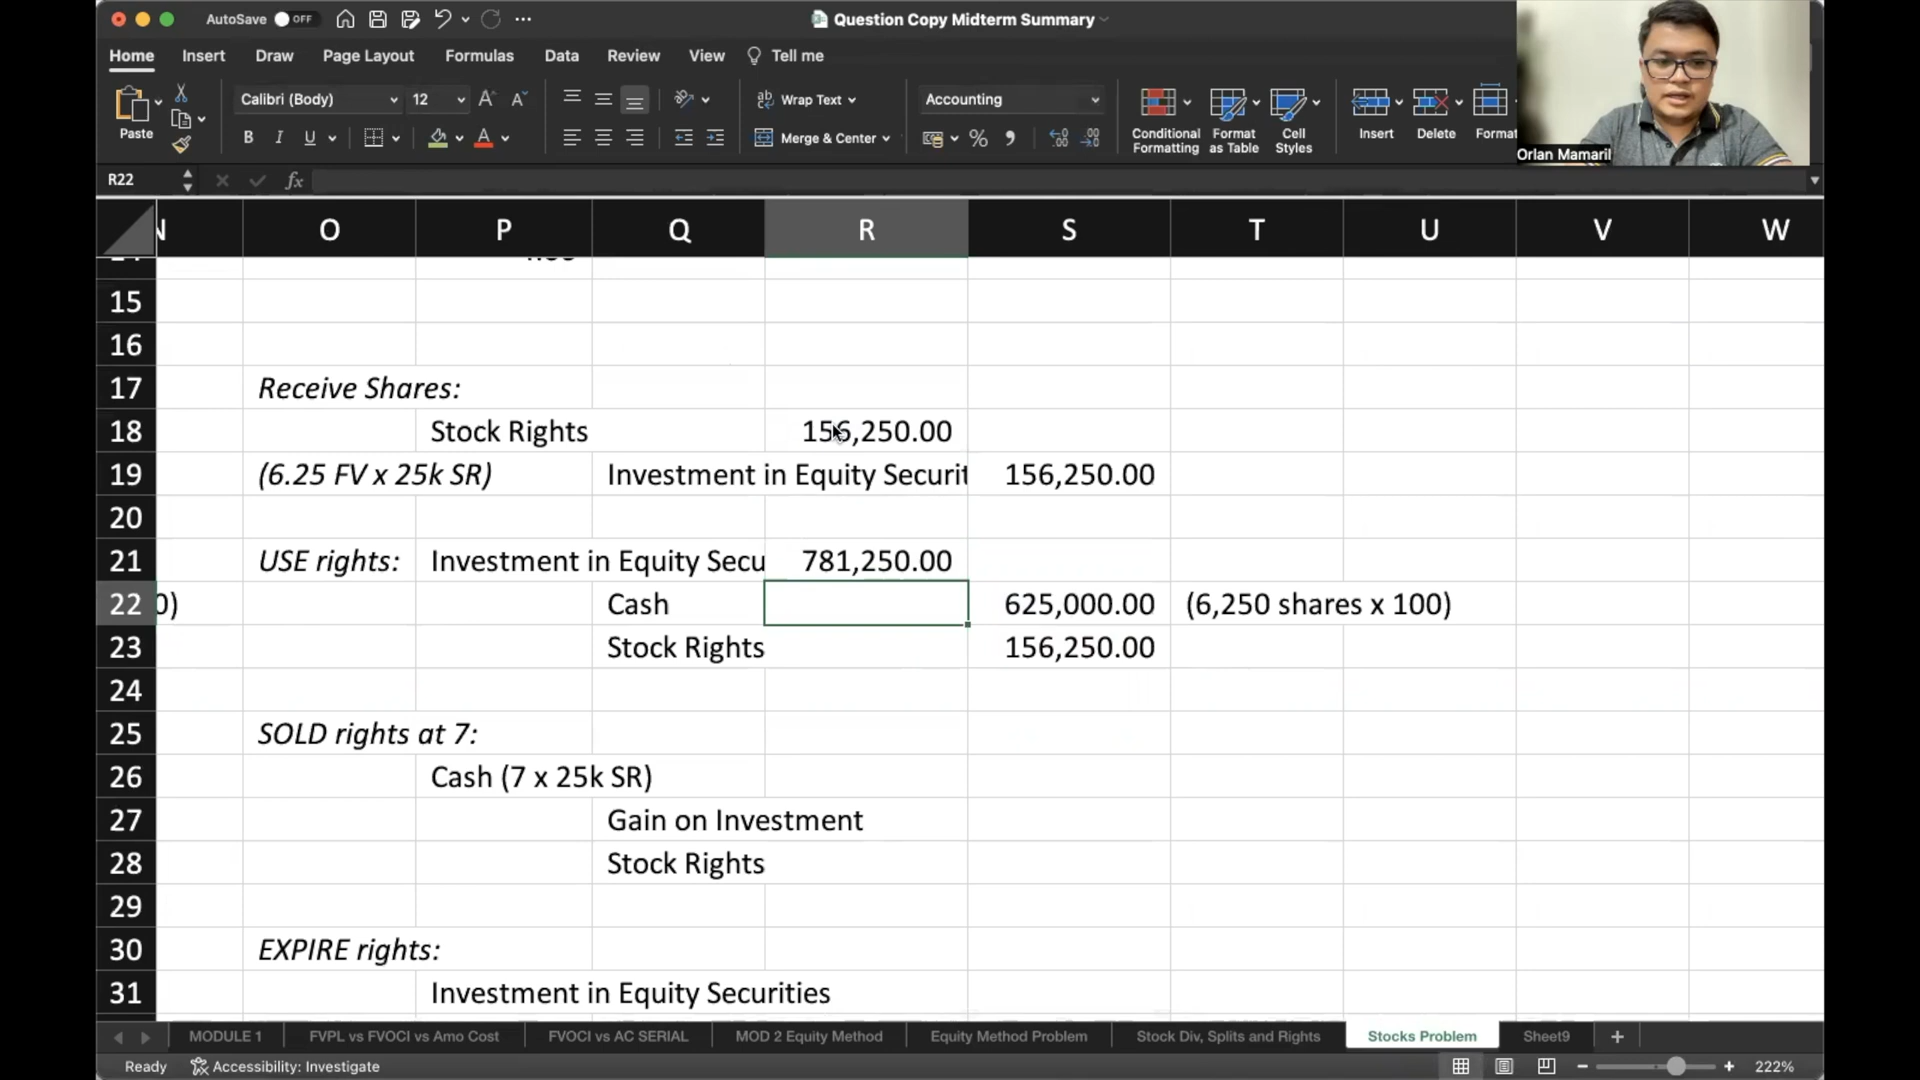 AutoSave OFF
Question Copy Midterm Summary
Home Insert Draw Page Layout Formulas Data Review View Tell me
Paste
Calibri (Body) 12
Wrap Text
Merge & Center
Accounting
Conditional Formatting
Format as Table
Cell Styles
Insert
Delete
Format
Orlan Mamaril
R22 fx
N O P Q R S T U V W
15
16
17 Receive Shares:
18 Stock Rights 156,250.00
19 (6.25 FV x 25k SR) Investment in Equity Securit 156,250.00
20
21 USE rights: Investment in Equity Secu 781,250.00
22 0) Cash 625,000.00 (6,250 shares x 100)
23 Stock Rights 156,250.00
24
25 SOLD rights at 7:
26 Cash (7 x 25k SR)
27 Gain on Investment
28 Stock Rights
29
30 EXPIRE rights:
31 Investment in Equity Securities
MODULE 1 FVPL vs FVOCI vs Amo Cost FVOCI vs AC SERIAL MOD 2 Equity Method Equity Method Problem Stock Div, Splits and Rights Stocks Problem Sheet9
Ready Accessibility: Investigate 222%